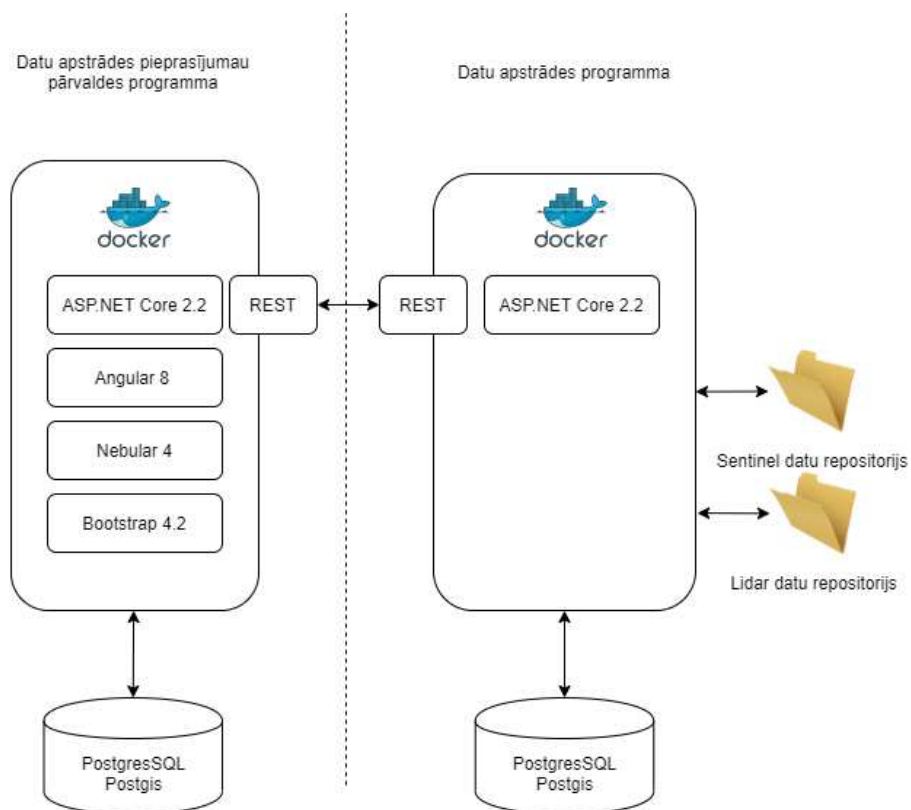 Datu apstrādes pieprasījumau
pārvaldes programma
Datu apstrādes programma
docker
docker
ASP.NET Core 2.2
REST
REST
ASP.NET Core 2.2
Angular 8
Nebular 4
Bootstrap 4.2
Sentinel datu repositorijs
Lidar datu repositorijs
PostgresSQL
Postgis
PostgresSQL
Postgis